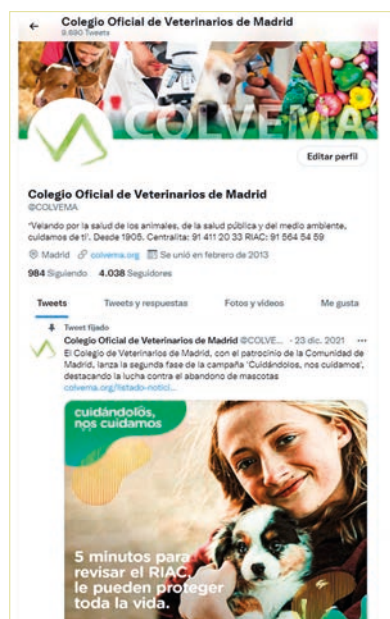 Colegio Oficial de Veterinarios de Madrid
9.690 Tweets
COLVEMA
Editar perfil
Colegio Oficial de Veterinarios de Madrid
@COLVEMA
"Velando por la salud de los animales, de la salud pública y del medio ambiente,
cuidamos de ti". Desde 1905. Centralita: 91 411 20 33 RIAC: 91 564 54 59
Madrid colvema.org Se unió en febrero de 2013
984 Siguiendo 4.038 Seguidores
Tweets Tweets y respuestas Fotos y vídeos Me gusta
Tweet fijado
Colegio Oficial de Veterinarios de Madrid @COLVE... · 23 dic. 2021 ···
El Colegio de Veterinarios de Madrid, con el patrocinio de la Comunidad de
Madrid, lanza la segunda fase de la campaña 'Cuidándolos, nos cuidamos',
destacando la lucha contra el abandono de mascotas
colvema.org/listado-notici...
cuidándolos,
nos cuidamos
5 minutos para
revisar el RIAC,
le pueden proteger
toda la vida.